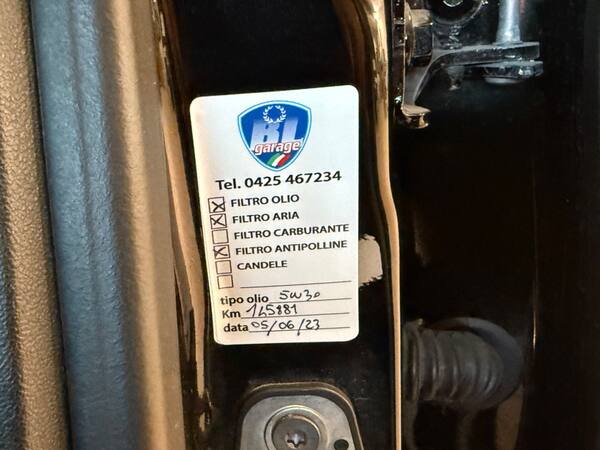 BL
garage
Tel. 0425 467234
FILTRO OLIO
FILTRO ARIA
FILTRO CARBURANTE
FILTRO ANTIPOLLINE
CANDELE
tipo olio 5W30
Km 145881
data 05/06/23